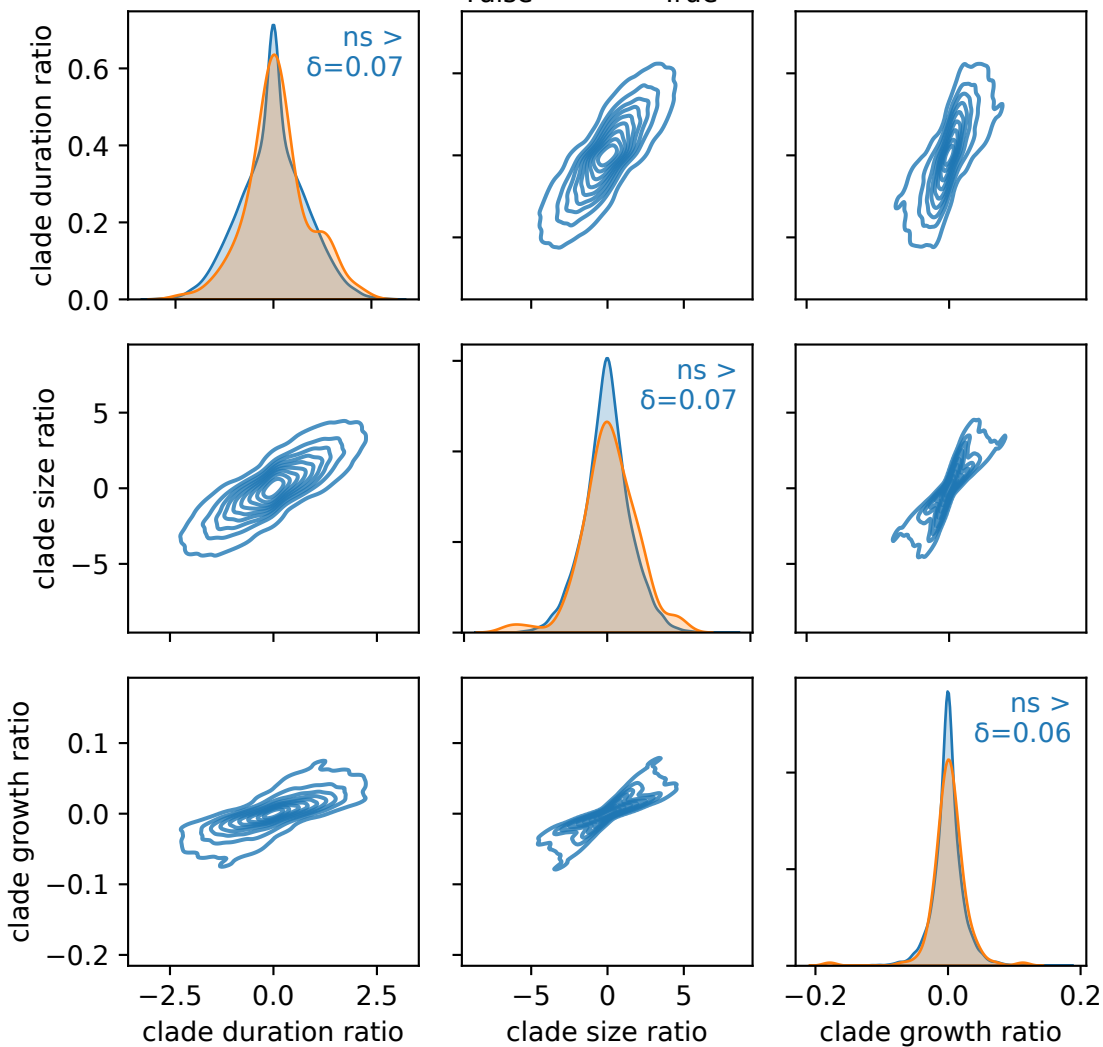 clade duration ratio
0.6
0.4
0.2
0.0
ns >
δ=0.07
clade size ratio
5
0
−5
ns >
δ=0.07
clade growth ratio
0.1
0.0
−0.1
−0.2
ns >
δ=0.06
−2.5 0.0 2.5
−5 0 5
−0.2 0.0 0.2
clade duration ratio
clade size ratio
clade growth ratio